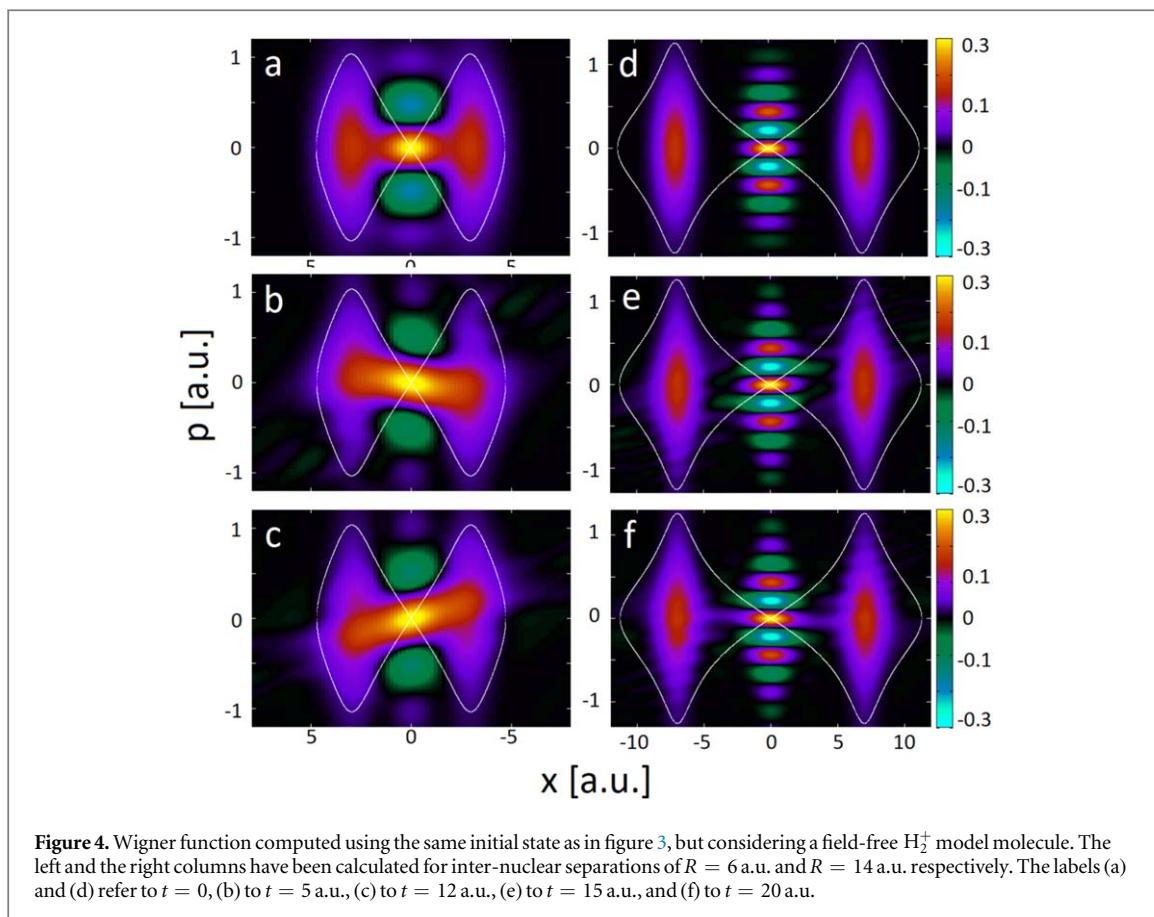 a
d
1
0
-1
5
0
5
1
0
-1
0.3
0.1
0
-0.1
-0.3
b
e
p [a.u.]
1
0
-1
1
0
-1
0.3
0.1
0
-0.1
-0.3
c
f
1
0
-1
1
0
-1
0.3
0.1
0
-0.1
-0.3
5 0 -5
-10 -5 0 5 10
x [a.u.]
Figure 4. Wigner function computed using the same initial state as in figure 3, but considering a field-free H₂⁺ model molecule. The
left and the right columns have been calculated for inter-nuclear separations of R = 6 a.u. and R = 14 a.u. respectively. The labels (a)
and (d) refer to t = 0, (b) to t = 5 a.u., (c) to t = 12 a.u., (e) to t = 15 a.u., and (f) to t = 20 a.u.